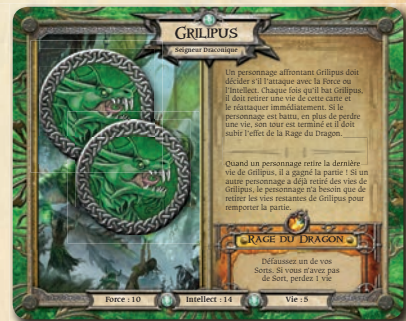 GRILIPUS
Seigneur Draconique
Un personnage affrontant Grilipus doit
décider s'il l'attaque avec la Force ou
l'Intellect. Chaque fois qu'il bat Grilipus,
il doit retirer une vie de cette carte et
le réattaquer immédiatement. Si le
personnage est battu, en plus de perdre
une vie, son tour est terminé et il doit
subir l'effet de la Rage du Dragon.
Quand un personnage retire la dernière
vie de Grilipus, il a gagné la partie ! Si un
autre personnage a déjà retiré des vies de
Grilipus, le personnage n'a besoin que de
retirer les vies restantes de Grilipus pour
remporter la partie.
RAGE DU DRAGON
Défaussez un de vos
Sorts. Si vous n'avez pas
de Sort, perdez 1 vie
Force : 10
Intellect : 14
Vie : 5